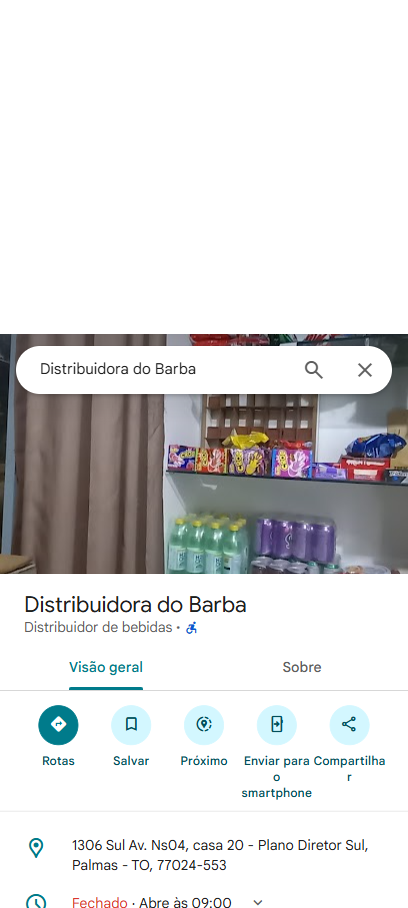 Distribuidora do Barba
Distribuidora do Barba
Distribuidor de bebidas ·
Visão geral
Sobre
Rotas
Salvar
Próximo
Enviar para
o
smartphone
Compartilha
r
1306 Sul Av. Ns04, casa 20 - Plano Diretor Sul,
Palmas - TO, 77024-553
Fechado · Abre às 09:00